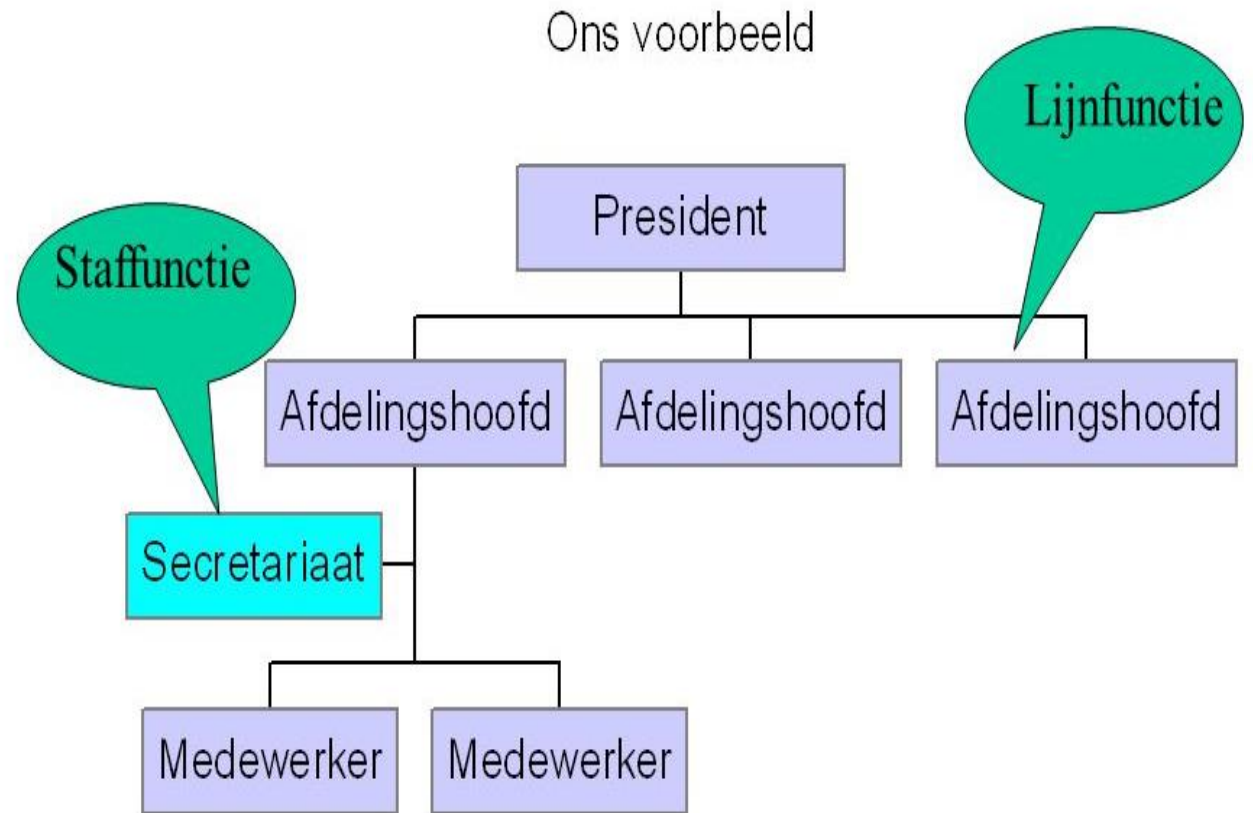 Ons voorbeeld
Lijnfunctie
President
Staffunctie
Afdelingshoofd
Afdelingshoofd
Afdelingshoofd
Secretariaat
Medewerker
Medewerker